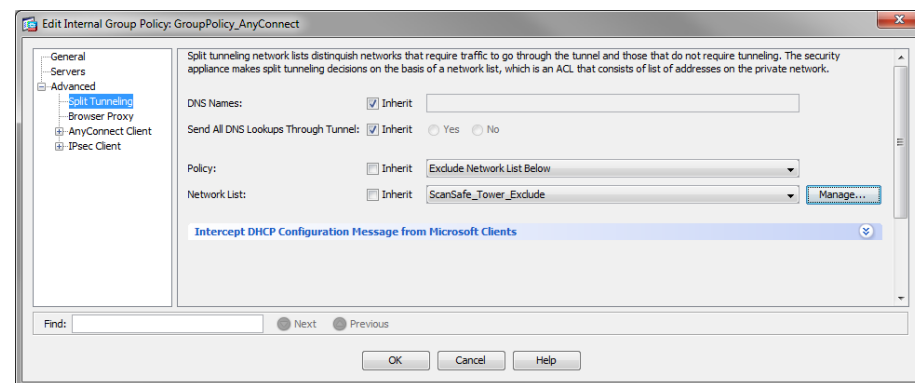 Edit Internal Group Policy: GroupPolicy_AnyConnect
General
Servers
Advanced
Split Tunneling
Browser Proxy
AnyConnect Client
IPsec Client
Split tunneling network lists distinguish networks that require traffic to go through the tunnel and those that do not require tunneling. The security
appliance makes split tunneling decisions on the basis of a network list, which is an ACL that consists of list of addresses on the private network.
DNS Names: Inherit
Send All DNS Lookups Through Tunnel: Inherit Yes No
Policy: Inherit Exclude Network List Below
Network List: Inherit ScanSafe_Tower_Exclude Manage...
Intercept DHCP Configuration Message from Microsoft Clients
Find: Next Previous
OK Cancel Help